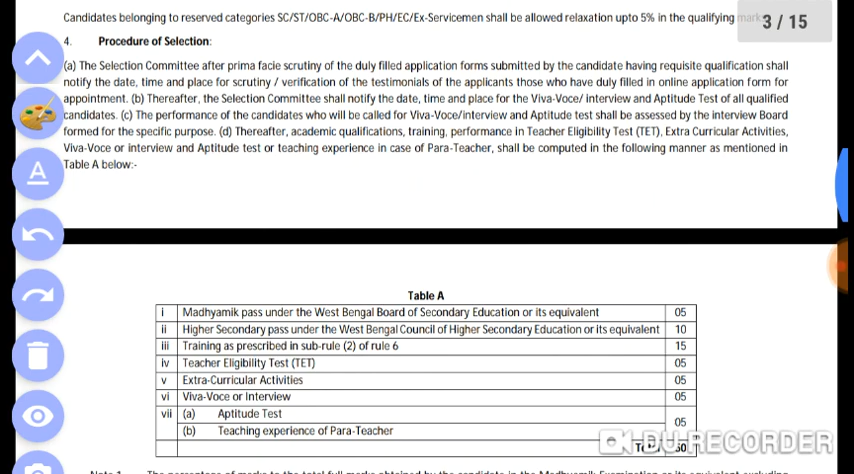 Candidates belonging to reserved categories SC/ST/OBC-A/OBC-B/PH/EC/Ex-Servicemen shall be allowed relaxation upto 5% in the qualifying mark
3 / 15
4. Procedure of Selection:
(a) The Selection Committee after prima facie scrutiny of the duly filled application forms submitted by the candidate having requisite qualification shall
notify the date, time and place for scrutiny / verification of the testimonials of the applicants those who have duly filled in online application form for
appointment. (b) Thereafter, the Selection Committee shall notify the date, time and place for the Viva-Voce/ interview and Aptitude Test of all qualified
candidates. (c) The performance of the candidates who will be called for Viva-Voce/interview and Aptitude test shall be assessed by the interview Board
formed for the specific purpose. (d) Thereafter, academic qualifications, training, performance in Teacher Eligibility Test (TET), Extra Curricular Activities,
Viva-Voce or interview and Aptitude test or teaching experience in case of Para-Teacher, shall be computed in the following manner as mentioned in
Table A below:-
A
Table A
i Madhyamik pass under the West Bengal Board of Secondary Education or its equivalent 05
ii Higher Secondary pass under the West Bengal Council of Higher Secondary Education or its equivalent 10
iii Training as prescribed in sub-rule (2) of rule 6 15
iv Teacher Eligibility Test (TET) 05
v Extra-Curricular Activities 05
vi Viva-Voce or Interview 05
vii (a) Aptitude Test
05
(b) Teaching experience of Para-Teacher
50
DU RECORDER